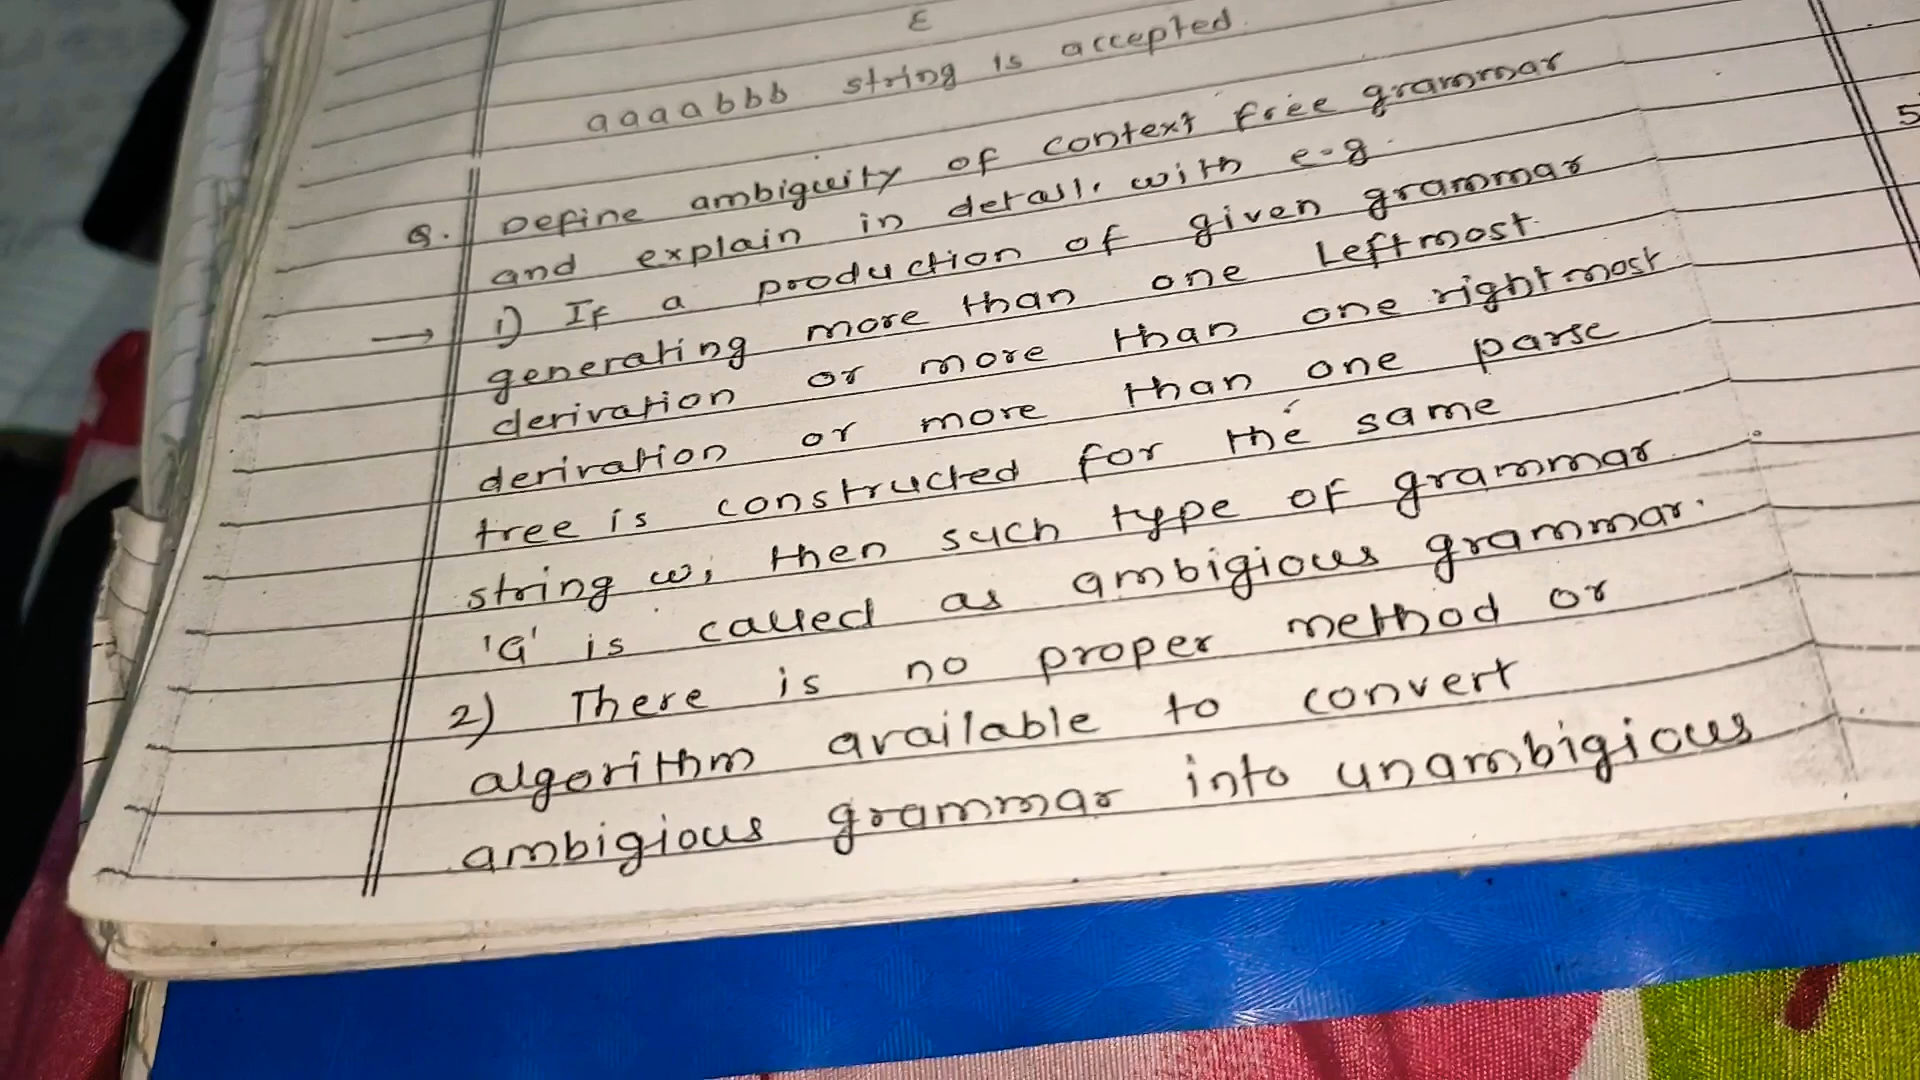 ε
aaaabbb string is accepted.
Q. Define ambiguity of context free grammar
and explain in detail. with e.g.
→ 1) If a production of given grammar
generating more than one leftmost.
derivation or more than one rightmost
derivation or more than one parse
tree is constructed for the same
string w, then such type of grammar
'G' is called as ambigious grammar.
2) There is no proper method or
algorithm available to convert
ambigious grammar into unambigious
5